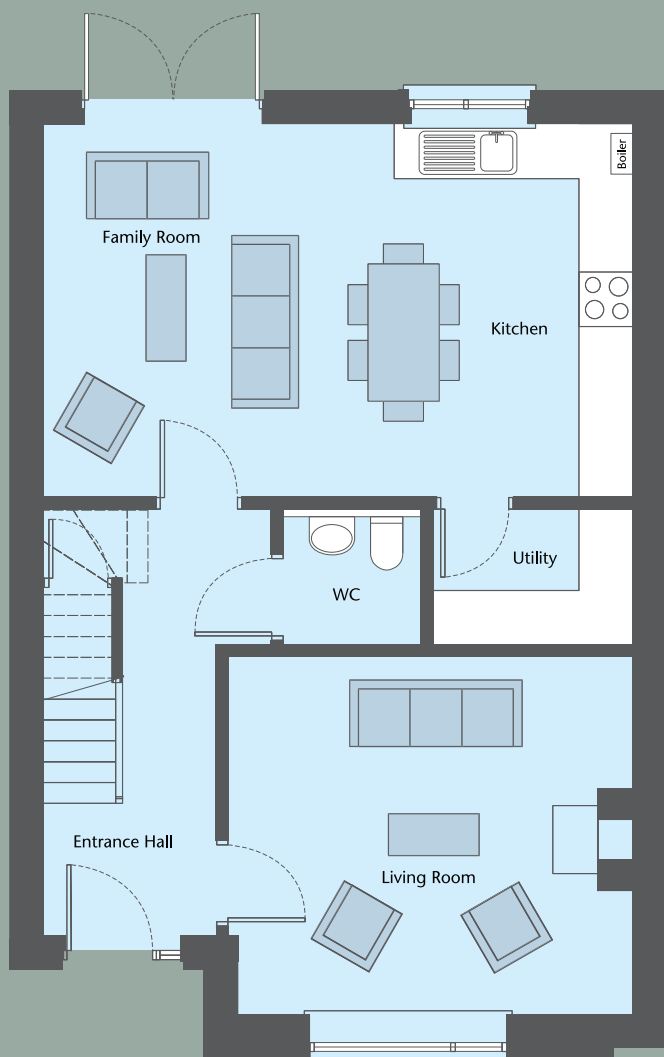 Boiler
Family Room
Kitchen
Utility
WC
Entrance Hall
Living Room